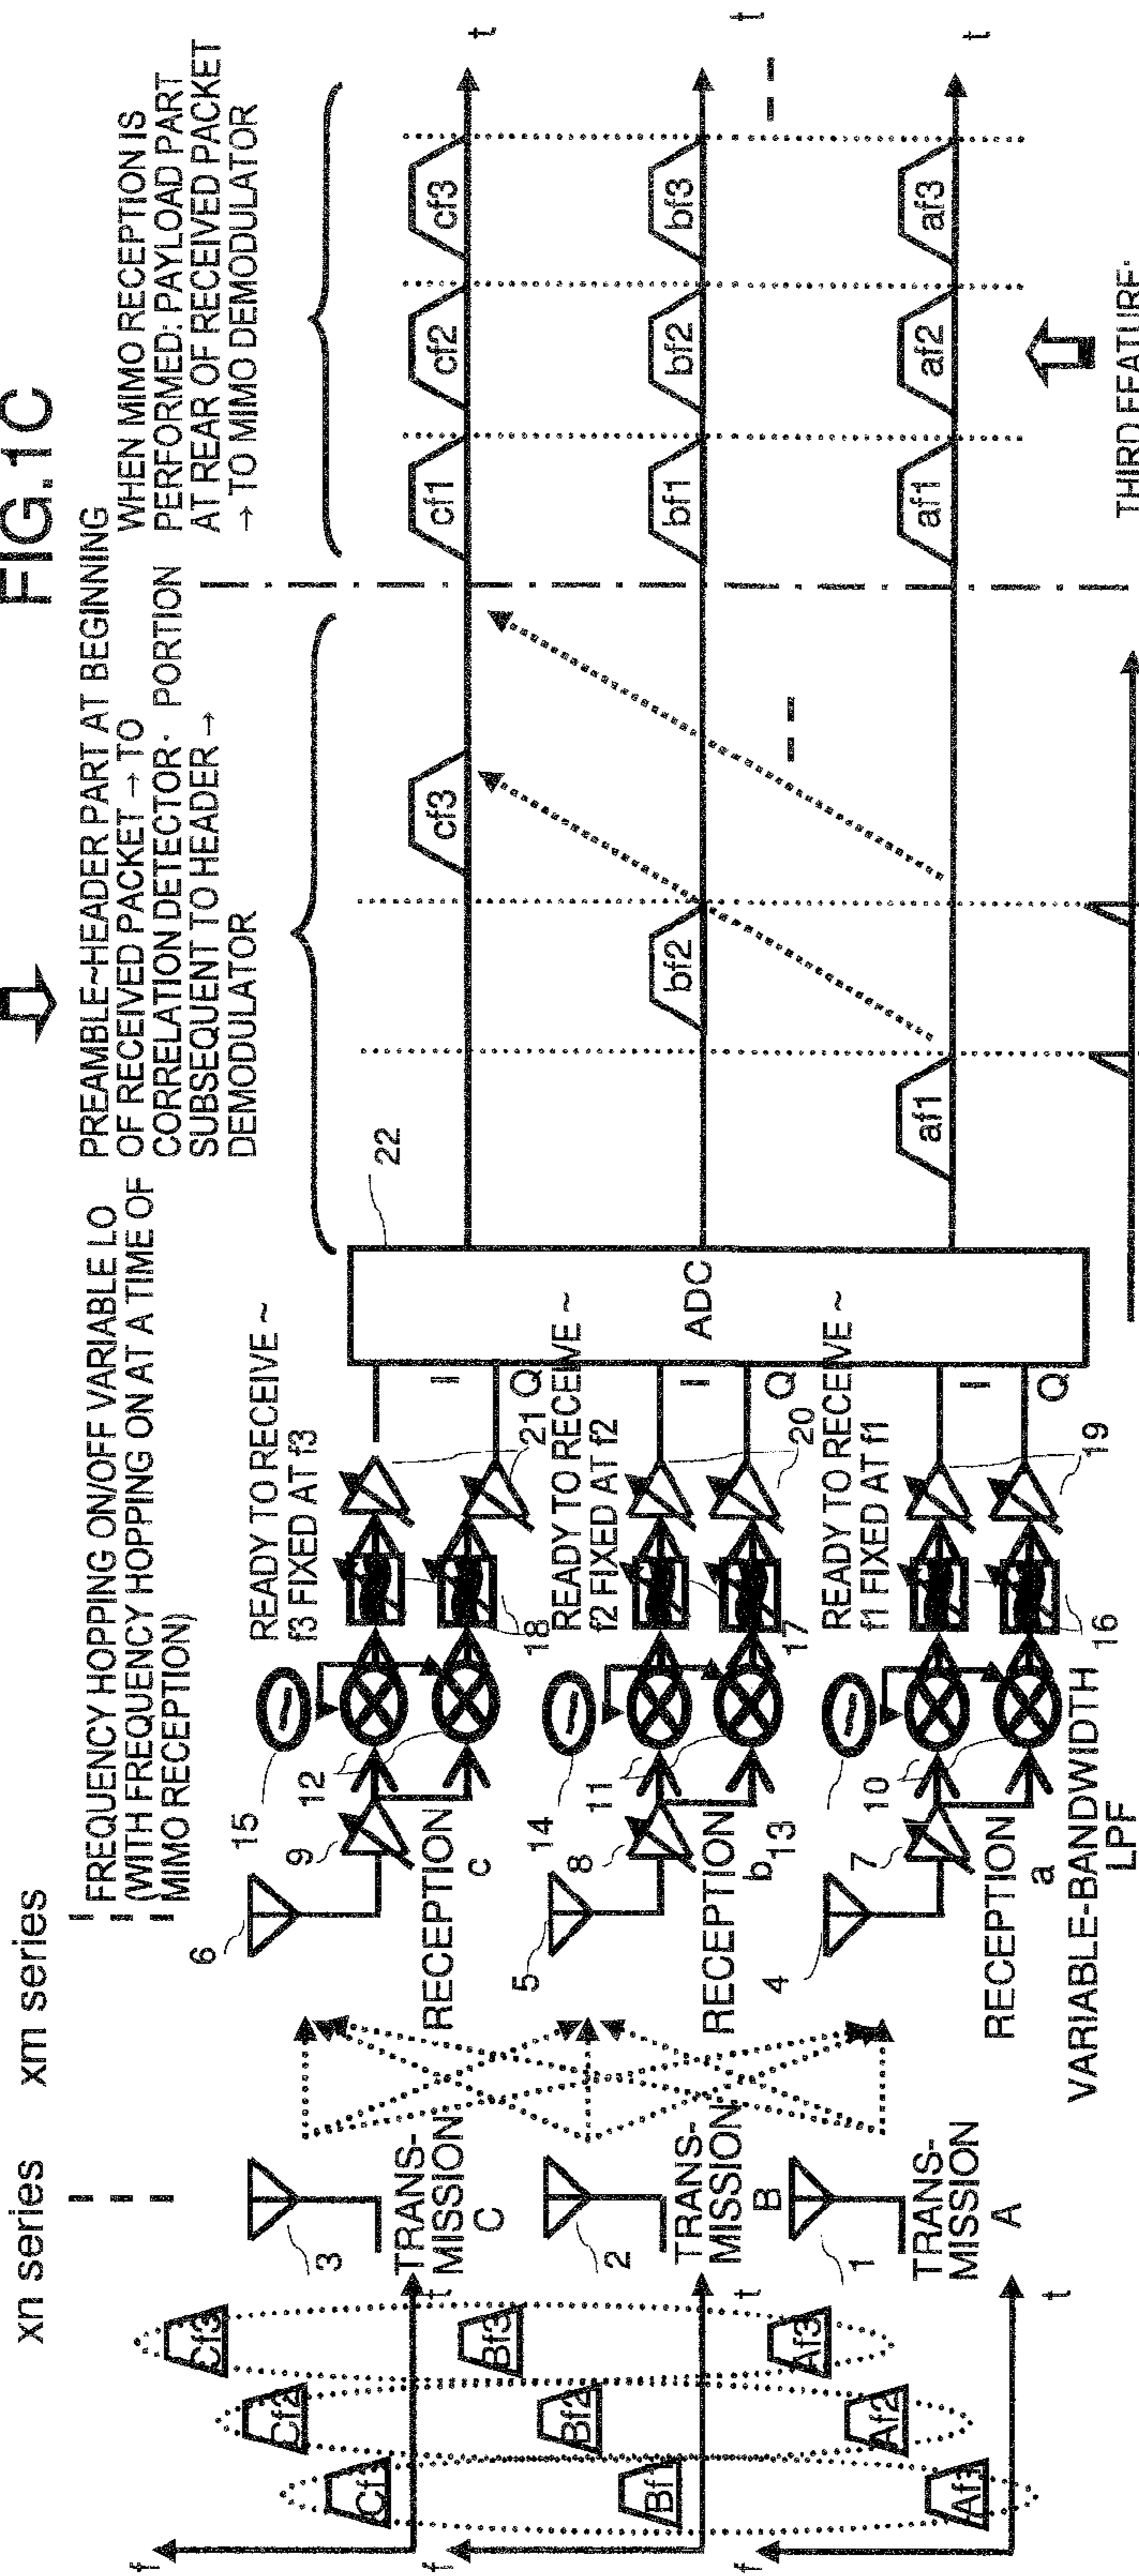 FIG.1C
xn series
xm series
FREQUENCY HOPPING ON/OFF VARIABLE LO
(WITH FREQUENCY HOPPING ON AT A TIME OF
MIMO RECEPTION)
PREAMBLE~HEADER PART AT BEGINNING
OF RECEIVED PACKET → TO
CORRELATION DETECTOR · PORTION
SUBSEQUENT TO HEADER →
DEMODULATOR
WHEN MIMO RECEPTION IS
PERFORMED: PAYLOAD PART
AT REAR OF RECEIVED PACKET
→ TO MIMO DEMODULATOR
f
Cf1
Cf2
Cf3
t
f
Bf1
Bf2
Bf3
t
f
Af1
Af2
Af3
t
3
TRANS-
MISSION
C
2
TRANS-
MISSION
B
1
TRANS-
MISSION
A
6
9
12
15
18
21
RECEPTION
c
READY TO RECEIVE ~
f3 FIXED AT f3
I
Q
5
8
11
14
17
20
RECEPTION
b
13
READY TO RECEIVE ~
f2 FIXED AT f2
I
Q
4
7
10
16
19
RECEPTION
a
READY TO RECEIVE ~
f1 FIXED AT f1
I
Q
VARIABLE-BANDWIDTH
LPF
ADC
22
cf3
cf1
cf2
cf3
t
bf2
bf1
bf2
bf3
t
af1
af1
af2
af3
t
THIRD FEATURE: